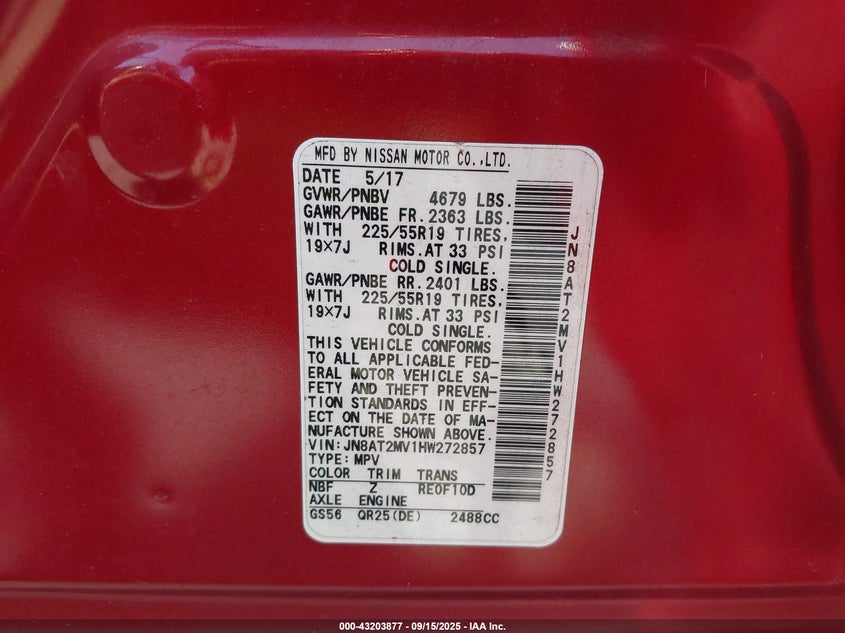 MFD BY NISSAN MOTOR CO.,LTD.
DATE 5/17
GVWR/PNBV 4679 LBS.
GAWR/PNBE FR. 2363 LBS.
WITH 225/55R19 TIRES,
19×7J RIMS.AT 33 PSI
COLD SINGLE.
GAWR/PNBE RR. 2401 LBS.
WITH 225/55R19 TIRES,
19×7J RIMS.AT 33 PSI
COLD SINGLE.
THIS VEHICLE CONFORMS
TO ALL APPLICABLE FED-
ERAL MOTOR VEHICLE SA-
FETY AND THEFT PREVEN-
TION STANDARDS IN EFF-
ECT ON THE DATE OF MA-
NUFACTURE SHOWN ABOVE.
VIN:JN8AT2MV1HW272857
TYPE:MPV
COLOR TRIM TRANS
NBF Z RE0F10D
AXLE ENGINE
GS56 QR25(DE) 2488CC
JN8AT2MV1HW272857
000-43203877 - 09/15/2025 - IAA Inc.